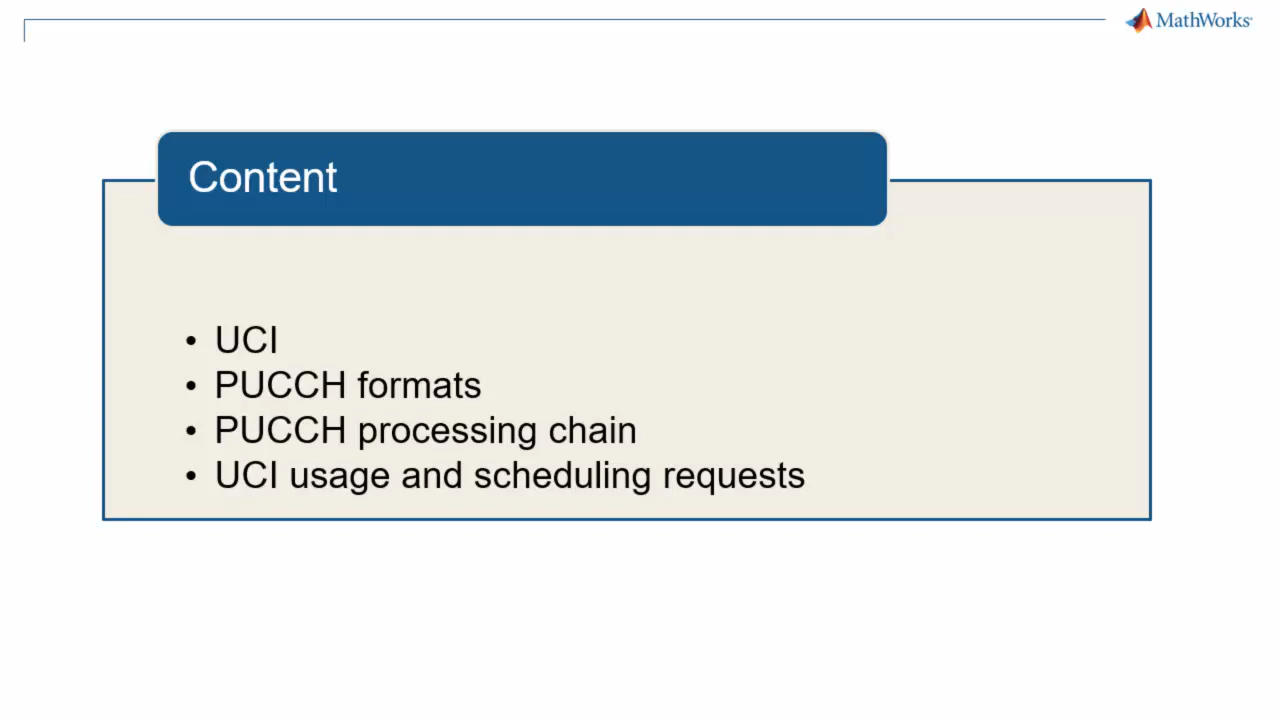 MathWorks
Content
• UCI
• PUCCH formats
• PUCCH processing chain
• UCI usage and scheduling requests